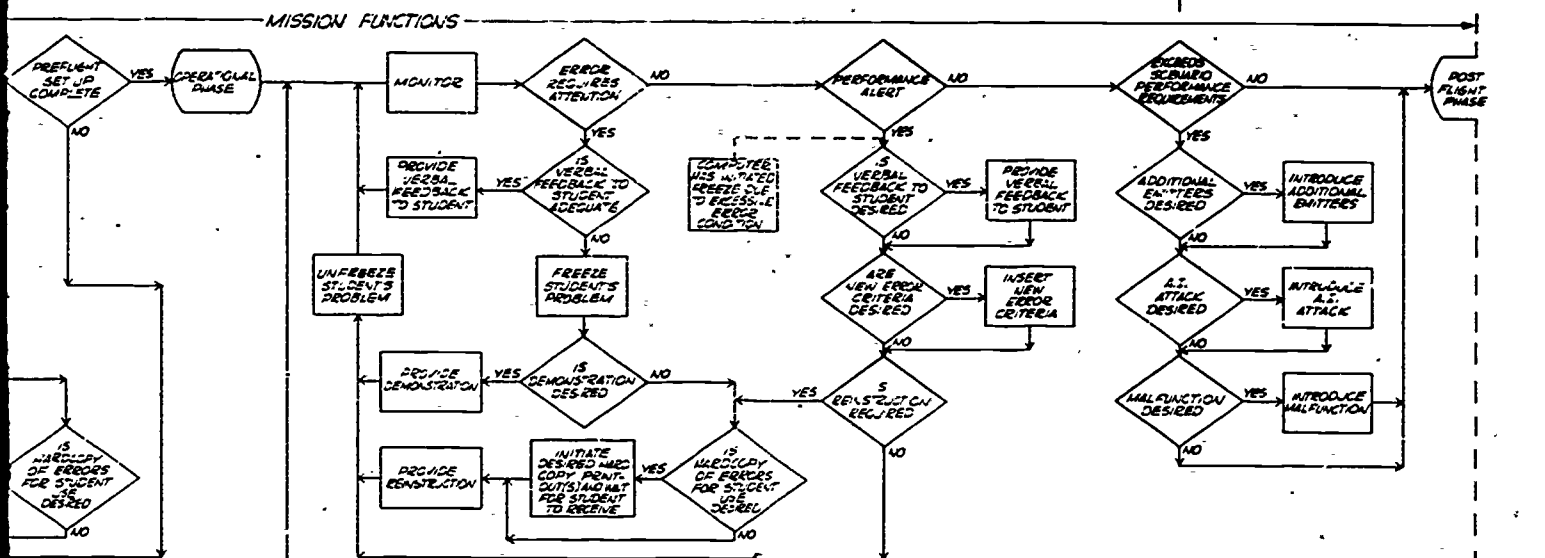 MISSION FUNCTIONS
PREFLIGHT
SET UP
COMPLETE
YES
NO
OPERATIONAL
PHASE
MONITOR
ERROR
REQUIRES
ATTENTION
NO
YES
PERFORMANCE
ALERT
NO
YES
EXCEEDS
SCENARIO
PERFORMANCE
REQUIREMENTS
NO
YES
POST
FLIGHT
PHASE
PROVIDE
VERBAL
FEEDBACK
TO STUDENT
YES
IS
VERBAL
FEEDBACK TO
STUDENT
ADEQUATE
NO
COMPUTER
HAS INITIATED
FREEZE DUE
TO EXCESSIVE
ERROR
CONDITION
IS
VERBAL
FEEDBACK TO
STUDENT
DESIRED
YES
NO
PROVIDE
VERBAL
FEEDBACK
TO STUDENT
ADDITIONAL
EMITTERS
DESIRED
YES
NO
INTRODUCE
ADDITIONAL
EMITTERS
UNFREEZE
STUDENT'S
PROBLEM
FREEZE
STUDENT'S
PROBLEM
ARE
NEW ERROR
CRITERIA
DESIRED
YES
NO
INSERT
NEW
ERROR
CRITERIA
A.I.
ATTACK
DESIRED
YES
NO
INTRODUCE
A.I.
ATTACK
PROVIDE
DEMONSTRATION
YES
IS
DEMONSTRATION
DESIRED
NO
YES
IS
REINSTRUCTION
REQUIRED
NO
MALFUNCTION
DESIRED
YES
NO
INTRODUCE
MALFUNCTION
IS
HARDCOPY
OF ERRORS
FOR STUDENT
USE
DESIRED
NO
PROVIDE
REINSTRUCTION
INITIATE
DESIRED HARD
COPY PRINT-
OUT(S) AND WAIT
FOR STUDENT
TO RECEIVE
YES
IS
HARDCOPY
OF ERRORS
FOR STUDENT
USE
DESIRED
NO